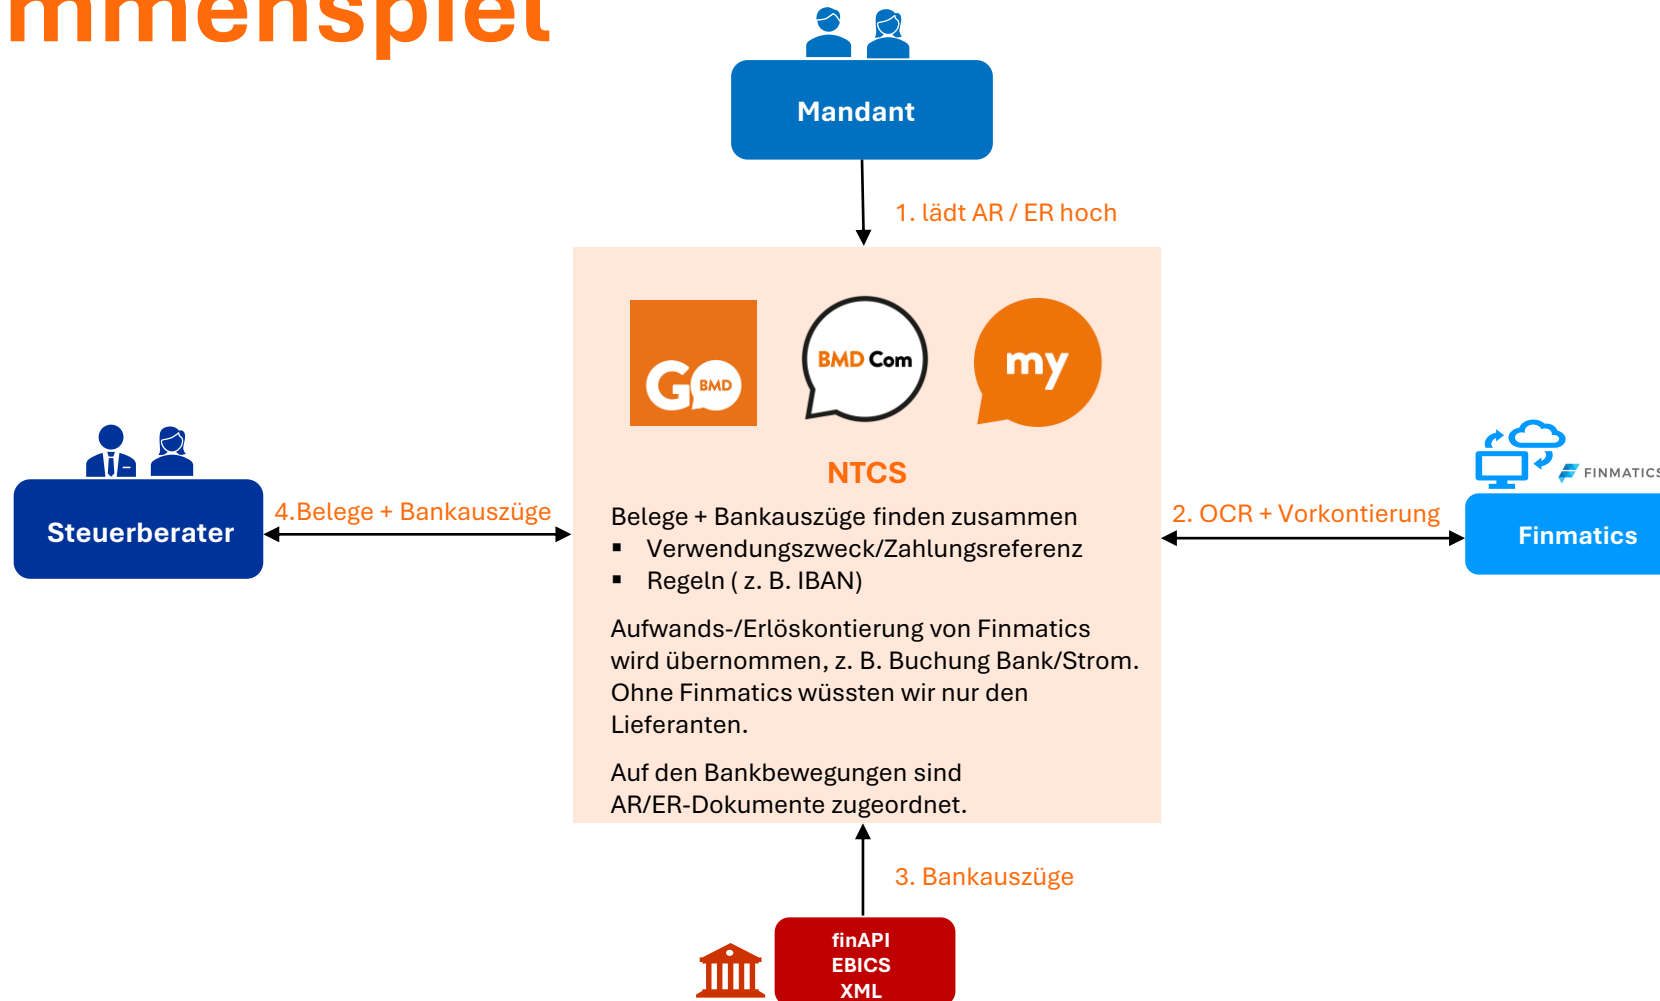 mmenspiel
Mandant
1. lädt AR / ER hoch
GO BMD
BMD Com
my
NTCS
Belege + Bankauszüge finden zusammen
▪ Verwendungszweck/Zahlungsreferenz
▪ Regeln ( z. B. IBAN)
Aufwands-/Erlöskontierung von Finmatics
wird übernommen, z. B. Buchung Bank/Strom.
Ohne Finmatics wüssten wir nur den
Lieferanten.
Auf den Bankbewegungen sind
AR/ER-Dokumente zugeordnet.
Steuerberater
4.Belege + Bankauszüge
2. OCR + Vorkontierung
FINMATICS
Finmatics
3. Bankauszüge
finAPI
EBICS
XML